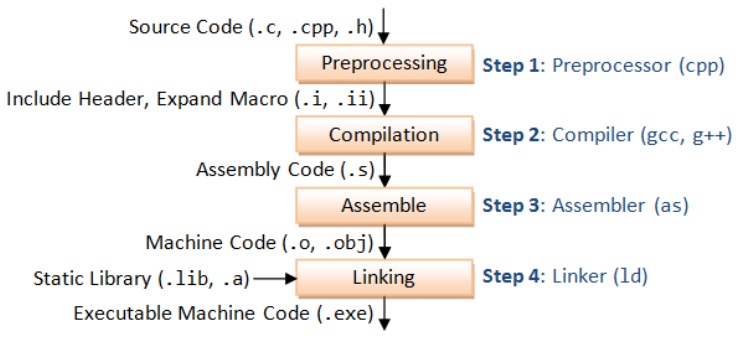 Source Code (.c, .cpp, .h)
Preprocessing
Step 1: Preprocessor (cpp)
Include Header, Expand Macro (.i, .ii)
Compilation
Step 2: Compiler (gcc, g++)
Assembly Code (.s)
Assemble
Step 3: Assembler (as)
Machine Code (.o, .obj)
Static Library (.lib, .a)
Linking
Step 4: Linker (ld)
Executable Machine Code (.exe)